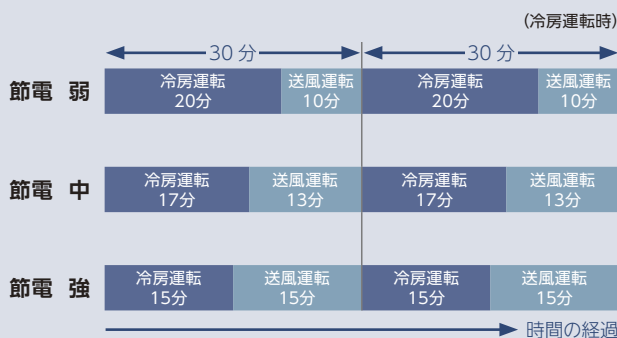 (冷房運転時)
30分 30分
節電 弱
冷房運転 送風運転 冷房運転 送風運転
20分 10分 20分 10分
節電 中
冷房運転 送風運転 冷房運転 送風運転
17分 13分 17分 13分
節電 強
冷房運転 送風運転 冷房運転 送風運転
15分 15分 15分 15分
時間の経過